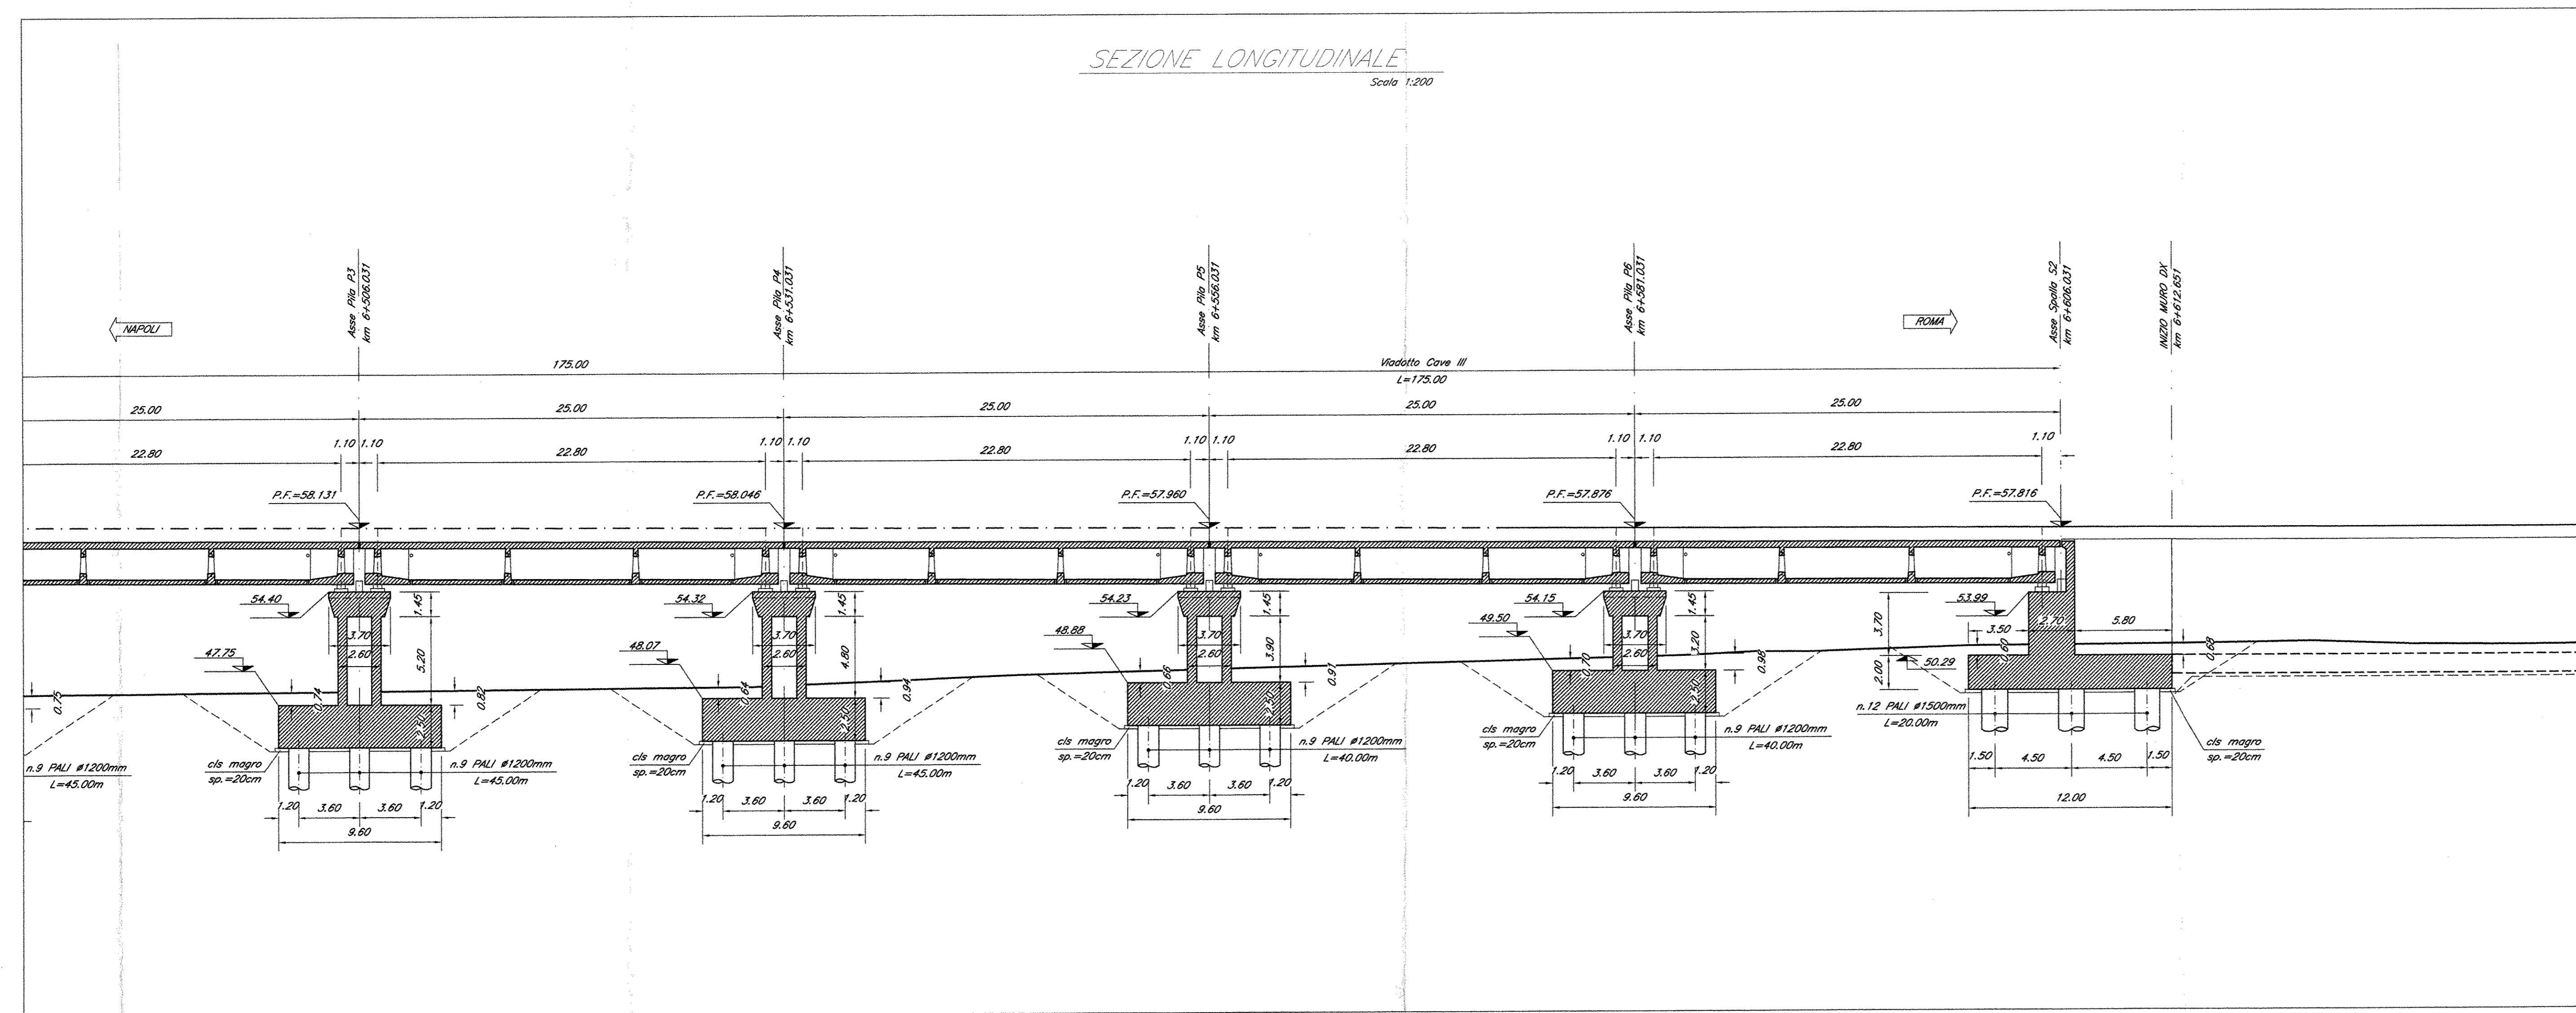 SEZIONE LONGITUDINALE
Scala 1:200
Asse Pila P3
km 6+506.031
Asse Pila P4
km 6+531.031
Asse Pila P5
km 6+556.031
Asse Pila P6
km 6+581.031
Asse Spalla S2
km 6+606.031
INIZIO MURO DX
km 6+612.651
NAPOLI
ROMA
175.00
Viadotto Cave III
L=175.00
25.00 25.00 25.00 25.00 25.00
1.10 1.10 1.10 1.10 1.10 1.10 1.10 1.10 1.10
22.80 22.80 22.80 22.80 22.80
P.F.=58.131 P.F.=58.046 P.F.=57.960 P.F.=57.876 P.F.=57.816
54.40 1.45 54.32 1.45 54.23 1.45 54.15 1.45 53.99
3.70 3.70 3.70 3.70 3.70 3.50 2.70 5.80
2.60 2.60 2.60 2.60
5.20 4.80 3.90 3.20
47.75 48.07 48.88 49.50 50.29
0.75 0.74 0.82 0.64 0.94 0.66 0.91 0.70 0.98 0.60 0.68
2.50 2.50 2.50 2.50 2.00
n.9 PALI ø1200mm
L=45.00m
cls magro
sp.=20cm
n.9 PALI ø1200mm
L=45.00m
cls magro
sp.=20cm
n.9 PALI ø1200mm
L=45.00m
cls magro
sp.=20cm
n.9 PALI ø1200mm
L=40.00m
cls magro
sp.=20cm
n.9 PALI ø1200mm
L=40.00m
n.12 PALI ø1500mm
L=20.00m
cls magro
sp.=20cm
1.20 3.60 3.60 1.20
9.60
1.20 3.60 3.60 1.20
9.60
1.20 3.60 3.60 1.20
9.60
1.20 3.60 3.60 1.20
9.60
1.50 4.50 4.50 1.50
12.00